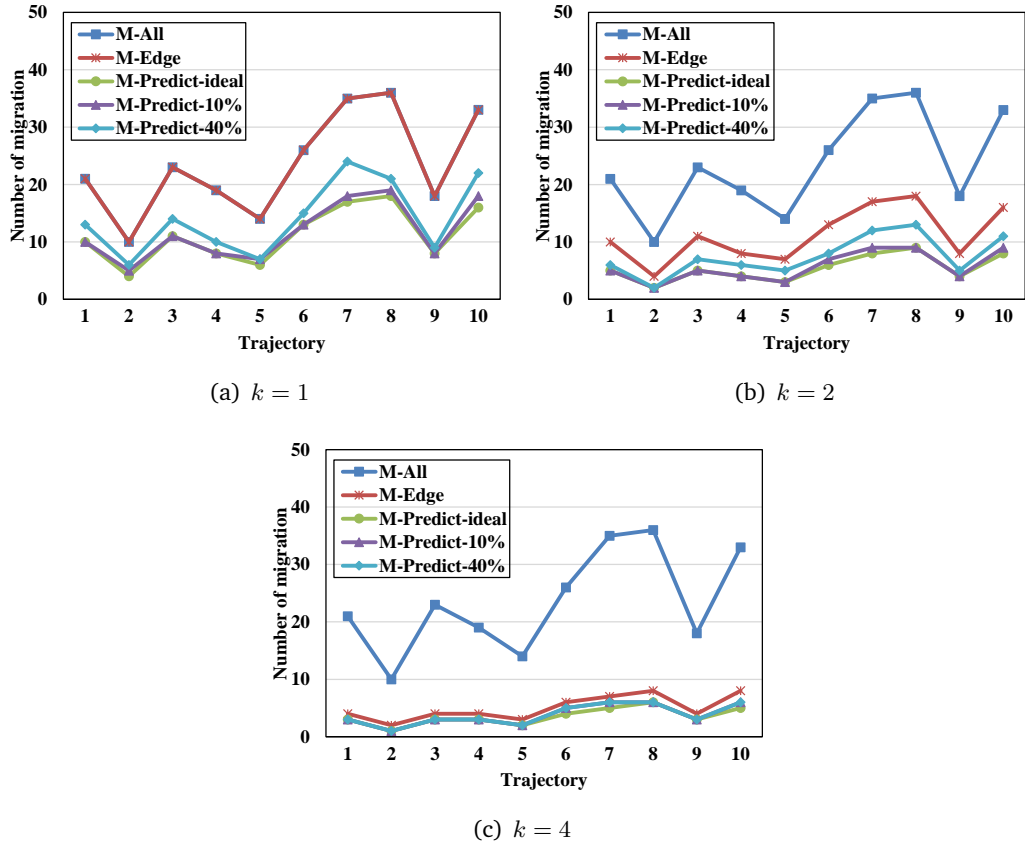 50
40
30
20
10
0
Number of migration
M-All
M-Edge
M-Predict-ideal
M-Predict-10%
M-Predict-40%
1 2 3 4 5 6 7 8 9 10
Trajectory
(a) k = 1
50
40
30
20
10
0
Number of migration
M-All
M-Edge
M-Predict-ideal
M-Predict-10%
M-Predict-40%
1 2 3 4 5 6 7 8 9 10
Trajectory
(b) k = 2
50
40
30
20
10
0
Number of migration
M-All
M-Edge
M-Predict-ideal
M-Predict-10%
M-Predict-40%
1 2 3 4 5 6 7 8 9 10
Trajectory
(c) k = 4